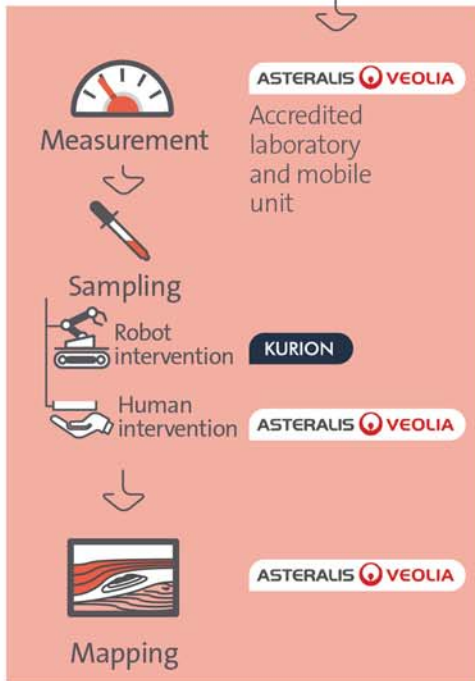 ASTERALIS VEOLIA
Measurement
Accredited
laboratory
and mobile
unit
Sampling
Robot
intervention
KURION
Human
intervention
ASTERALIS VEOLIA
ASTERALIS VEOLIA
Mapping